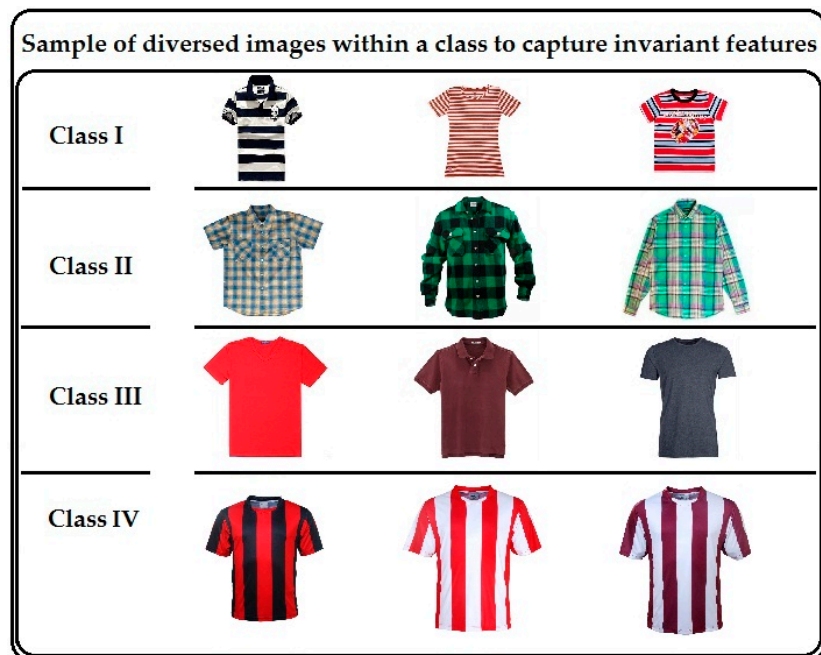 Sample of diversed images within a class to capture invariant features
Class I
Class II
Class III
Class IV